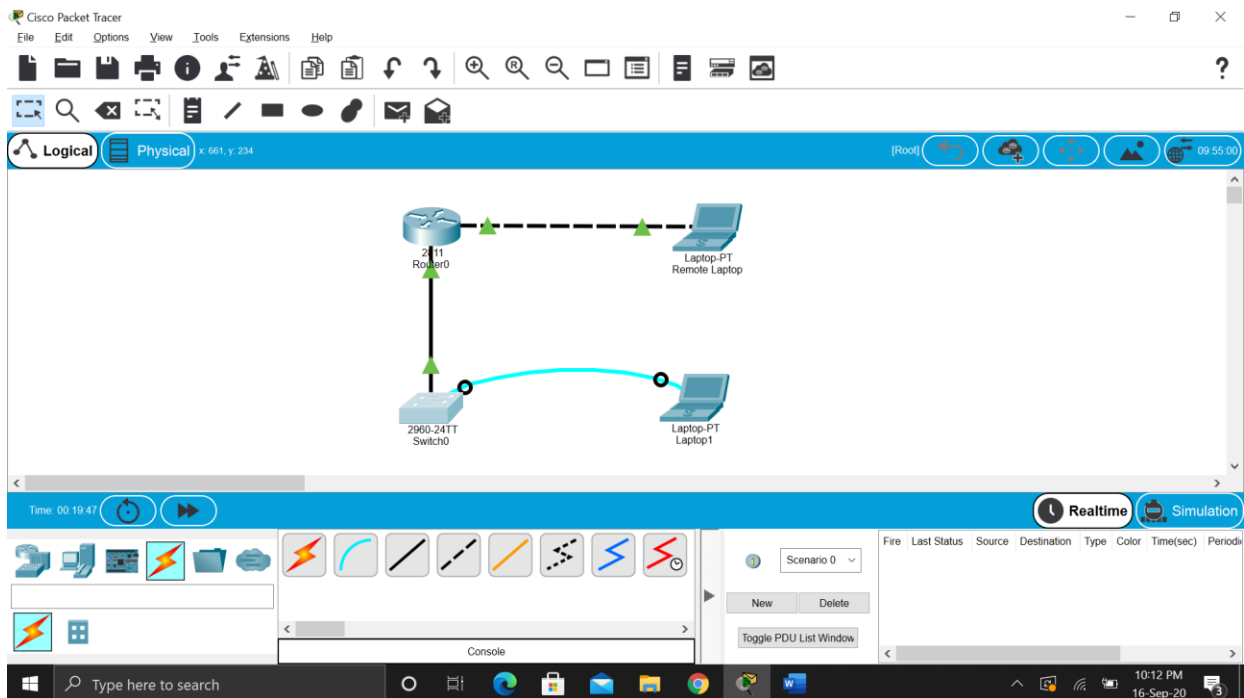 Cisco Packet Tracer
File Edit Options View Tools Extensions Help
Logical Physical x: 661, y: 234 [Root] 09:55:00
2811
Router0
Laptop-PT
Remote Laptop
2960-24TT
Switch0
Laptop-PT
Laptop1
Time: 00:19:47 Realtime Simulation
Scenario 0
New Delete
Toggle PDU List Window
Fire Last Status Source Destination Type Color Time(sec) Periodi
Console
Type here to search
10:12 PM
16-Sep-20
3